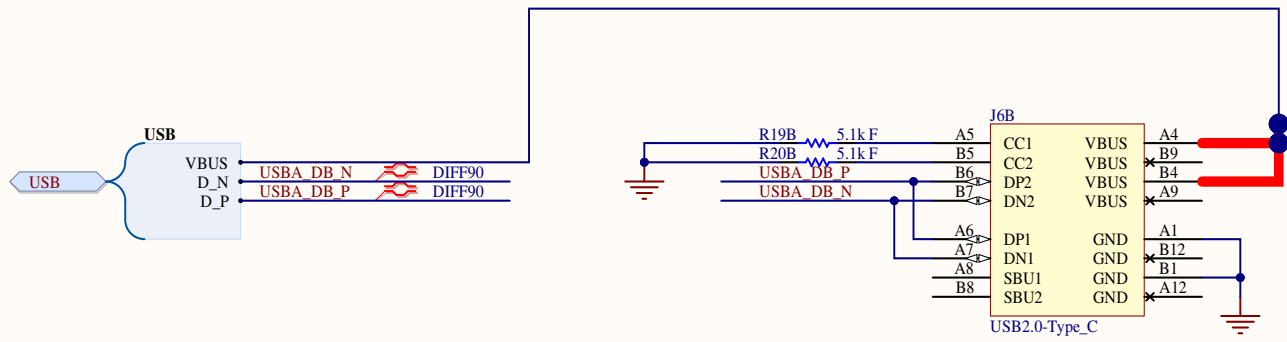 J6B
USB
USB
VBUS
D_N
D_P
USBA_DB_N
DIFF90
USBA_DB_P
DIFF90
R19B
5.1k F
R20B
5.1k F
USBA_DB_P
USBA_DB_N
A5
CC1
VBUS
A4
B5
CC2
VBUS
B9
B6
DP2
VBUS
B4
B7
DN2
VBUS
A9
A6
DP1
GND
A1
A7
DN1
GND
B12
A8
SBU1
GND
B1
B8
SBU2
GND
A12
USB2.0-Type_C